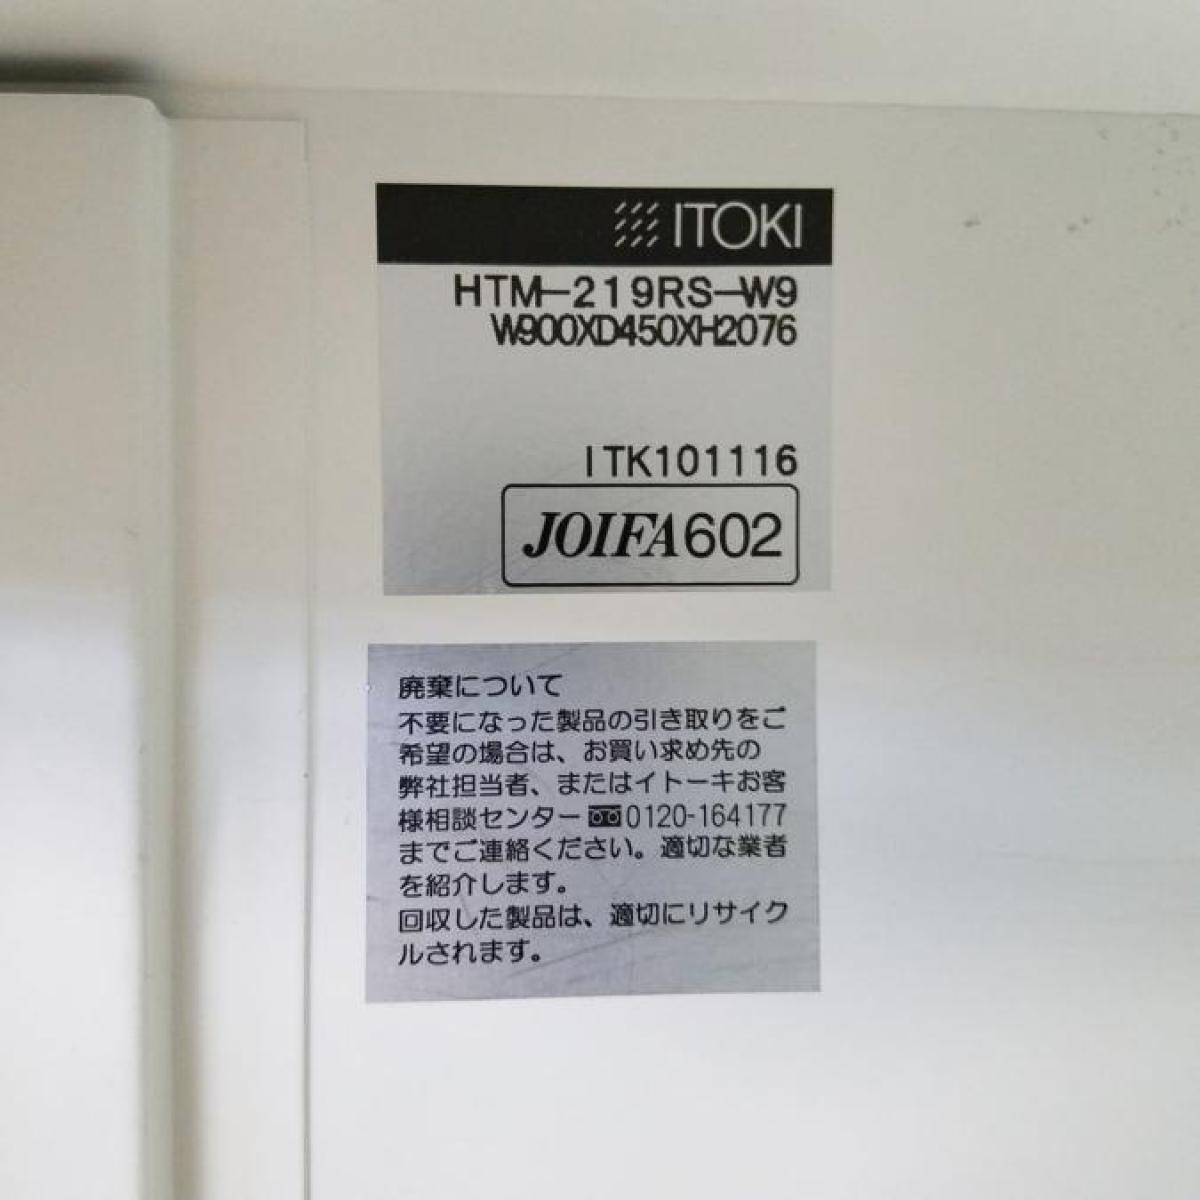 ITOKI
HTM-219RS-W9
W900XD450XH2076
ITK101116
JOIFA602
廃棄について
不要になった製品の引き取りをご
希望の場合は、お買い求め先の
弊社担当者、またはイトーキお客
様相談センター0120-164177
までご連絡ください。適切な業者
を紹介します。
回収した製品は、適切にリサイク
ルされます。